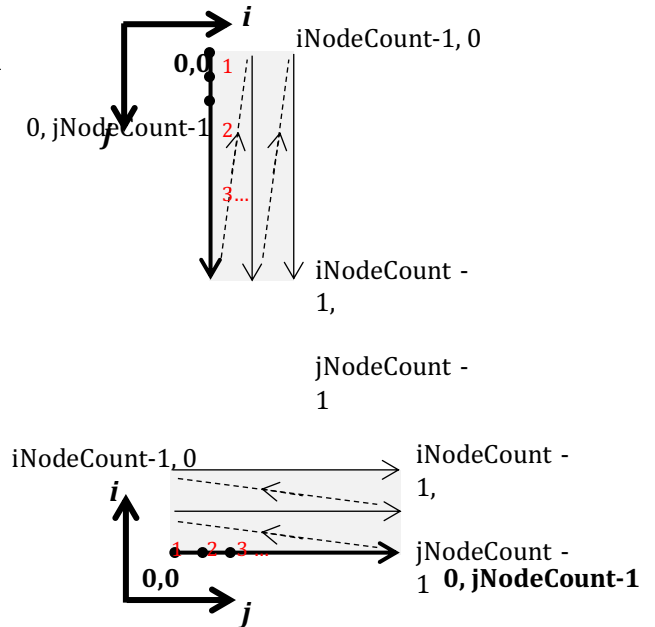 i
iNodeCount-1, 0
0,0
1
0, jNodeCount-1
j
2
3...
iNodeCount -
1,
jNodeCount -
1
iNodeCount-1, 0
iNodeCount -
1,
i
1 2 3 ...
jNodeCount -
1 0, jNodeCount-1
0,0
j